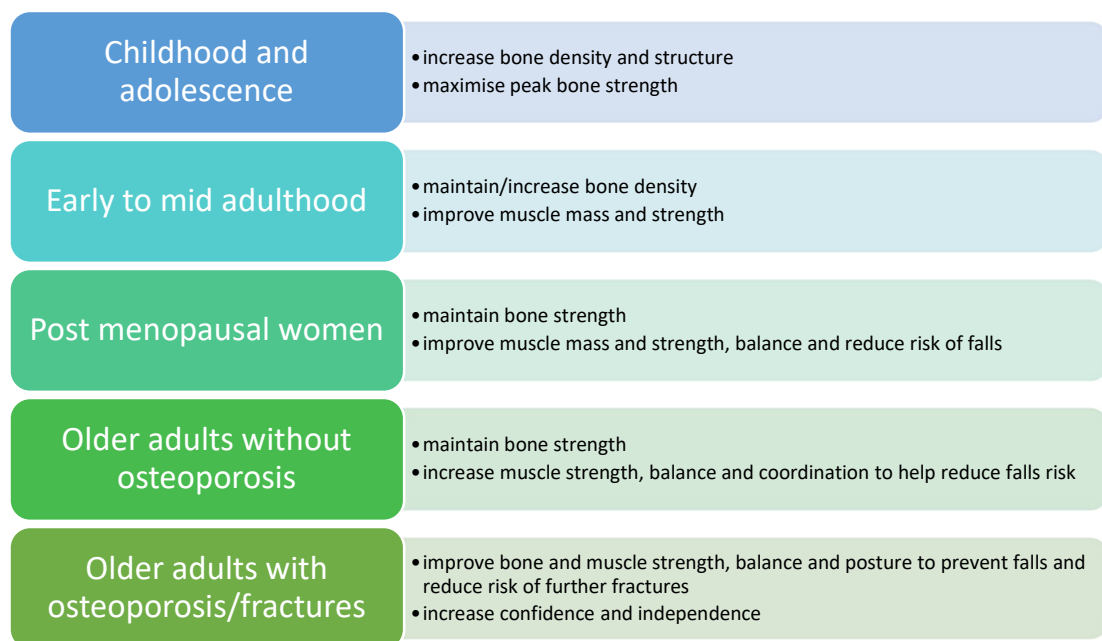 Childhood and
adolescence
•increase bone density and structure
•maximise peak bone strength
Early to mid adulthood
•maintain/increase bone density
•improve muscle mass and strength
Post menopausal women
•maintain bone strength
•improve muscle mass and strength, balance and reduce risk of falls
Older adults without
osteoporosis
•maintain bone strength
•increase muscle strength, balance and coordination to help reduce falls risk
Older adults with
osteoporosis/fractures
•improve bone and muscle strength, balance and posture to prevent falls and
reduce risk of further fractures
•increase confidence and independence